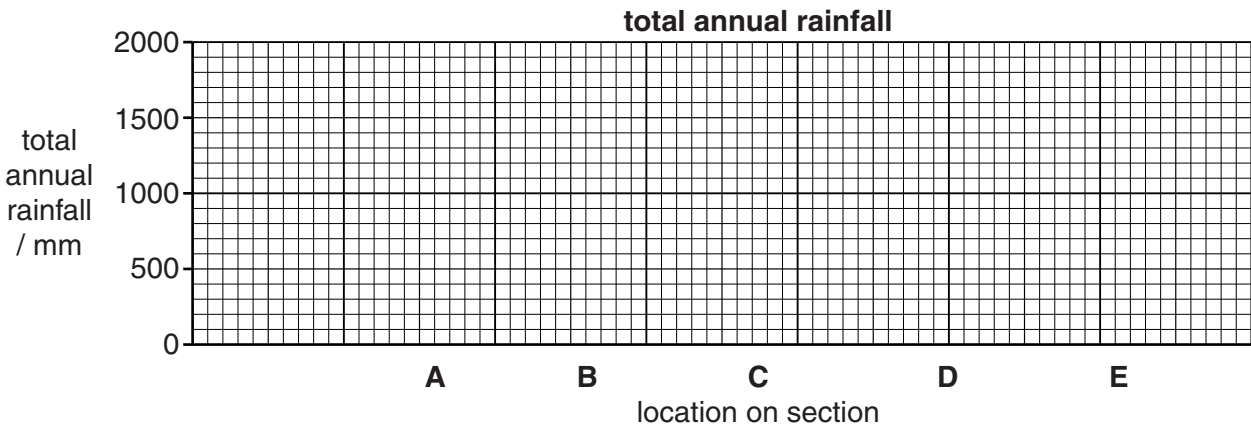 total annual rainfall
2000
1500
1000
500
0
total
annual
rainfall
/ mm
A B C D E
location on section